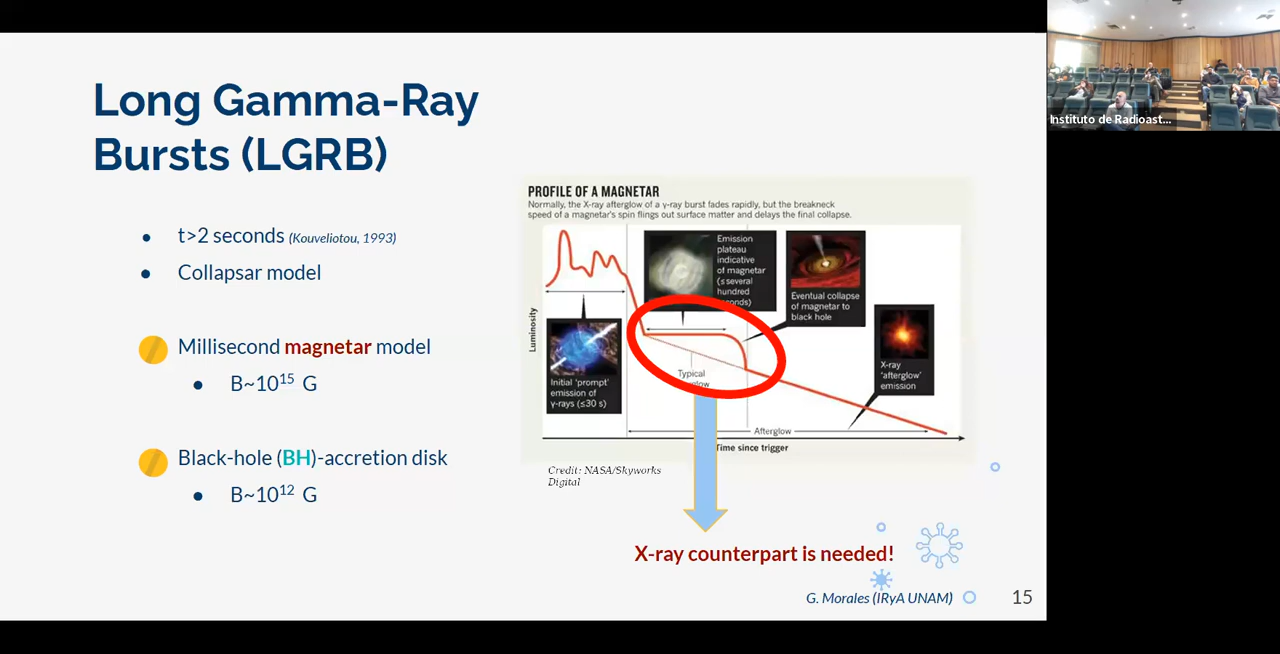 Long Gamma-Ray
Bursts (LGRB)
t>2 seconds (Kouveliotou, 1993)
Collapsar model
Millisecond magnetar model
B~10¹⁵ G
Black-hole (BH)-accretion disk
B~10¹² G
PROFILE OF A MAGNETAR
Normally, the X-ray afterglow of a γ-ray burst fades rapidly, but the breakneck
speed of a magnetar's spin flings out surface matter and delays the final collapse.
Luminosity
Initial 'prompt'
emission of
γ-rays (≤30 s)
Emission
plateau
indicative
of magnetar
(≤several
hundred
Eventual collapse
of magnetar to
black hole
Typical
X-ray
'afterglow'
emission
Afterglow
Time since trigger
Credit: NASA/Skyworks
Digital
X-ray counterpart is needed!
G. Morales (IRyA UNAM)
15
Instituto de Radioast...